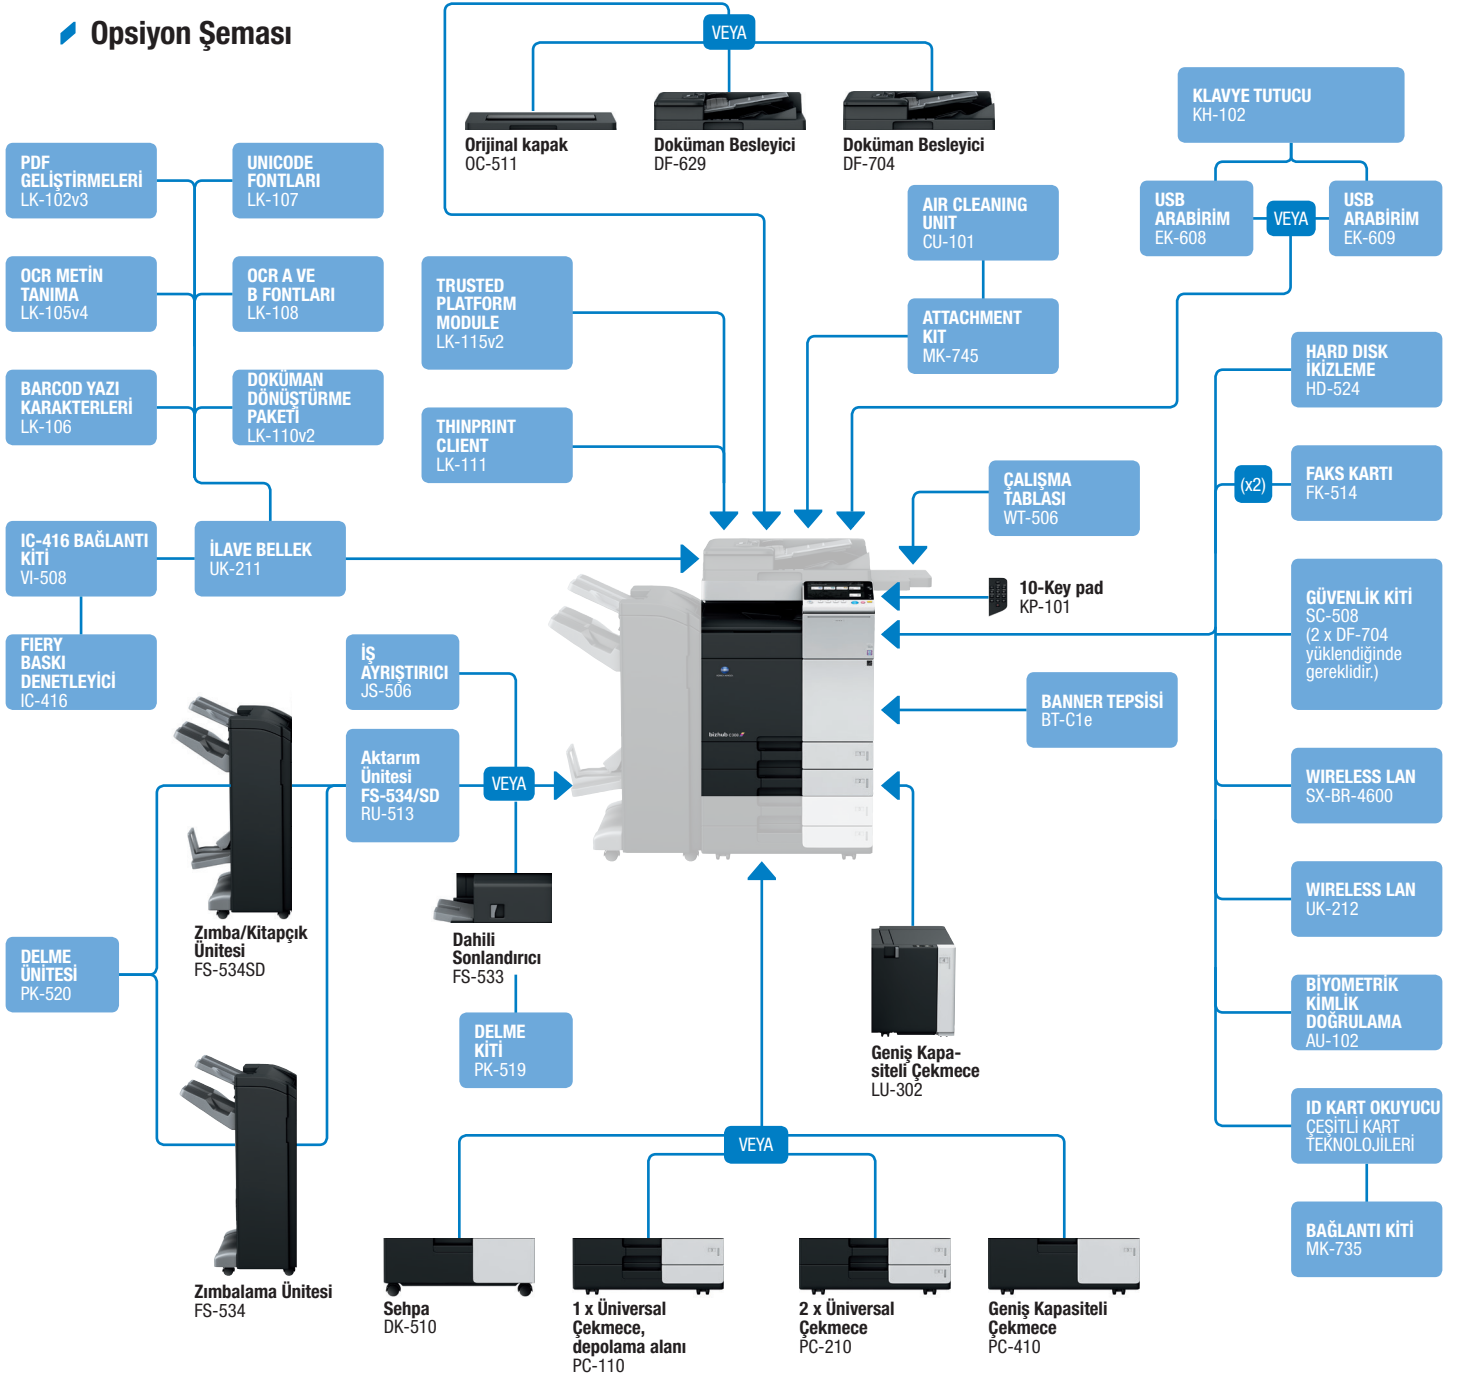 Opsiyon Şeması
VEYA
Orijinal kapak
OC-511
Doküman Besleyici
DF-629
Doküman Besleyici
DF-704
KLAVYE TUTUCU
KH-102
PDF
GELİŞTİRMELERİ
LK-102v3
UNICODE
FONTLARI
LK-107
AIR CLEANING
UNIT
CU-101
USB
ARABİRİM
EK-608
VEYA
USB
ARABİRİM
EK-609
OCR METİN
TANIMA
LK-105v4
OCR A VE
B FONTLARI
LK-108
TRUSTED
PLATFORM
MODULE
LK-115v2
ATTACHMENT
KIT
MK-745
HARD DISK
İKİZLEME
HD-524
BARCOD YAZI
KARAKTERLERİ
LK-106
DOKÜMAN
DÖNÜŞTÜRME
PAKETİ
LK-110v2
THINPRINT
CLIENT
LK-111
ÇALIŞMA
TABLASI
WT-506
(x2)
FAKS KARTI
FK-514
IC-416 BAĞLANTI
KİTİ
VI-508
İLAVE BELLEK
UK-211
10-Key pad
KP-101
GÜVENLİK KİTİ
SC-508
(2 x DF-704
yüklendiğinde
gereklidir.)
FIERY
BASKI
DENETLEYİCİ
IC-416
İŞ
AYRIŞTIRICI
JS-506
BANNER TEPSİSİ
BT-C1e
bizhub
Aktarım
Ünitesi
FS-534/SD
RU-513
VEYA
WIRELESS LAN
SX-BR-4600
WIRELESS LAN
UK-212
Zımba/Kitapçık
Ünitesi
FS-534SD
Dahili
Sonlandırıcı
FS-533
DELME
ÜNİTESİ
PK-520
DELME
KİTİ
PK-519
Geniş Kapa-
siteli Çekmece
LU-302
BİYOMETRİK
KİMLİK
DOĞRULAMA
AU-102
ID KART OKUYUCU
ÇEŞİTLİ KART
TEKNOLOJİLERİ
VEYA
BAĞLANTI KİTİ
MK-735
Zımbalama Ünitesi
FS-534
Sehpa
DK-510
1 x Üniversal
Çekmece,
depolama alanı
PC-110
2 x Üniversal
Çekmece
PC-210
Geniş Kapasiteli
Çekmece
PC-410